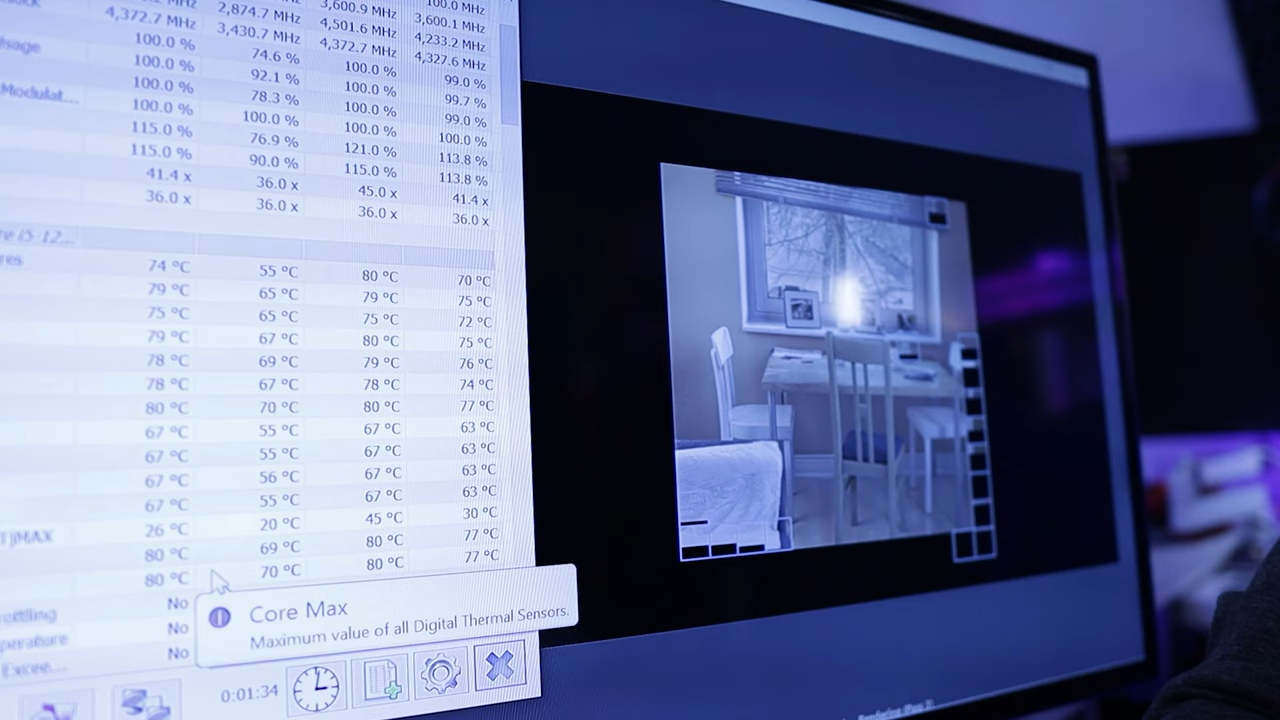 100.0 MHz
2,874.7 MHz 3,600.9 MHz 3,600.1 MHz
4,372.7 MHz 3,430.7 MHz 4,501.6 MHz 4,233.2 MHz
100.0 % 74.6 % 4,372.7 MHz 4,327.6 MHz
100.0 % 92.1 % 100.0 % 99.0 %
100.0 % 78.3 % 100.0 % 99.7 %
100.0 % 100.0 % 100.0 % 99.0 %
115.0 % 76.9 % 100.0 % 100.0 %
115.0 % 90.0 % 121.0 % 113.8 %
41.4 x 36.0 x 115.0 % 113.8 %
36.0 x 36.0 x 45.0 x 41.4 x
36.0 x 36.0 x
74 °C 55 °C 80 °C 70 °C
79 °C 65 °C 79 °C 75 °C
75 °C 65 °C 75 °C 72 °C
79 °C 67 °C 80 °C 75 °C
78 °C 69 °C 79 °C 76 °C
78 °C 67 °C 78 °C 74 °C
80 °C 70 °C 80 °C 77 °C
67 °C 55 °C 67 °C 63 °C
67 °C 55 °C 67 °C 63 °C
67 °C 56 °C 67 °C 63 °C
67 °C 55 °C 67 °C 63 °C
TjMAX 26 °C 20 °C 45 °C 30 °C
80 °C 69 °C 80 °C 77 °C
80 °C 70 °C 80 °C 77 °C
No
No
No
Core Max
Maximum value of all Digital Thermal Sensors.
0:01:34